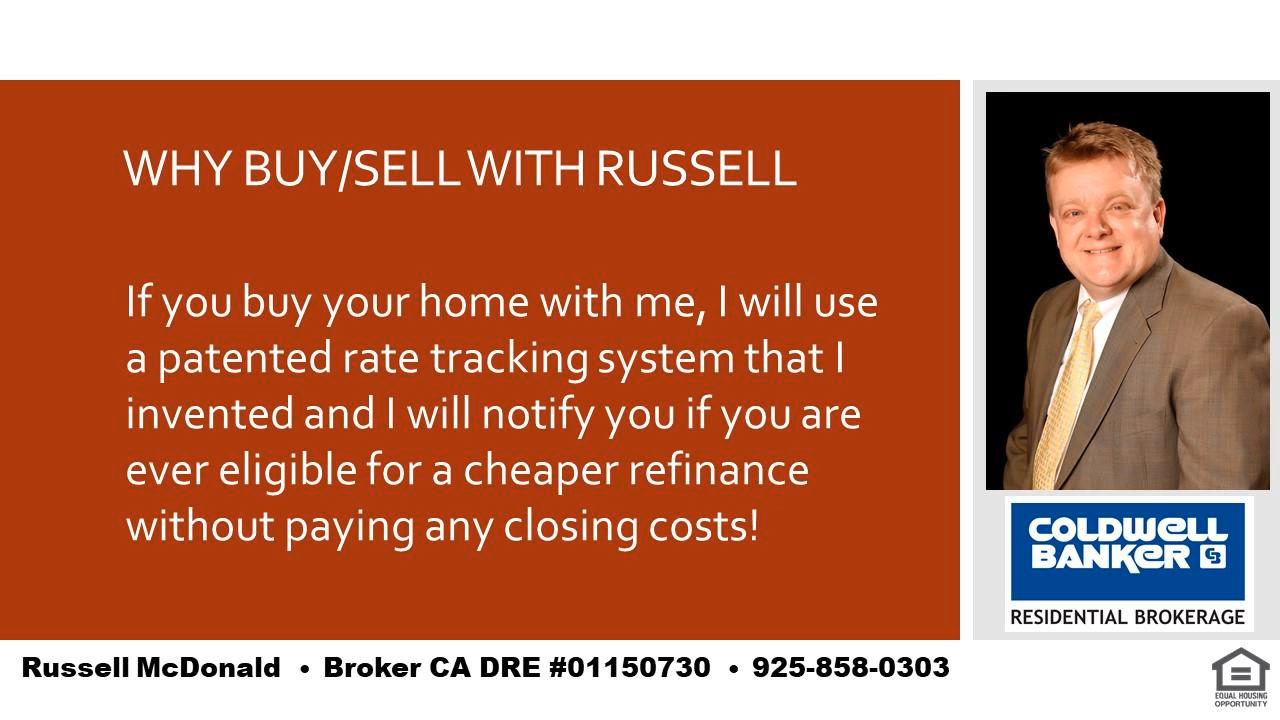 WHY BUY/SELL WITH RUSSELL
If you buy your home with me, I will use
a patented rate tracking system that I
invented and I will notify you if you are
ever eligible for a cheaper refinance
without paying any closing costs!
COLDWELL
BANKER CB
RESIDENTIAL BROKERAGE
Russell McDonald • Broker CA DRE #01150730 • 925-858-0303
EQUAL HOUSING
OPPORTUNITY